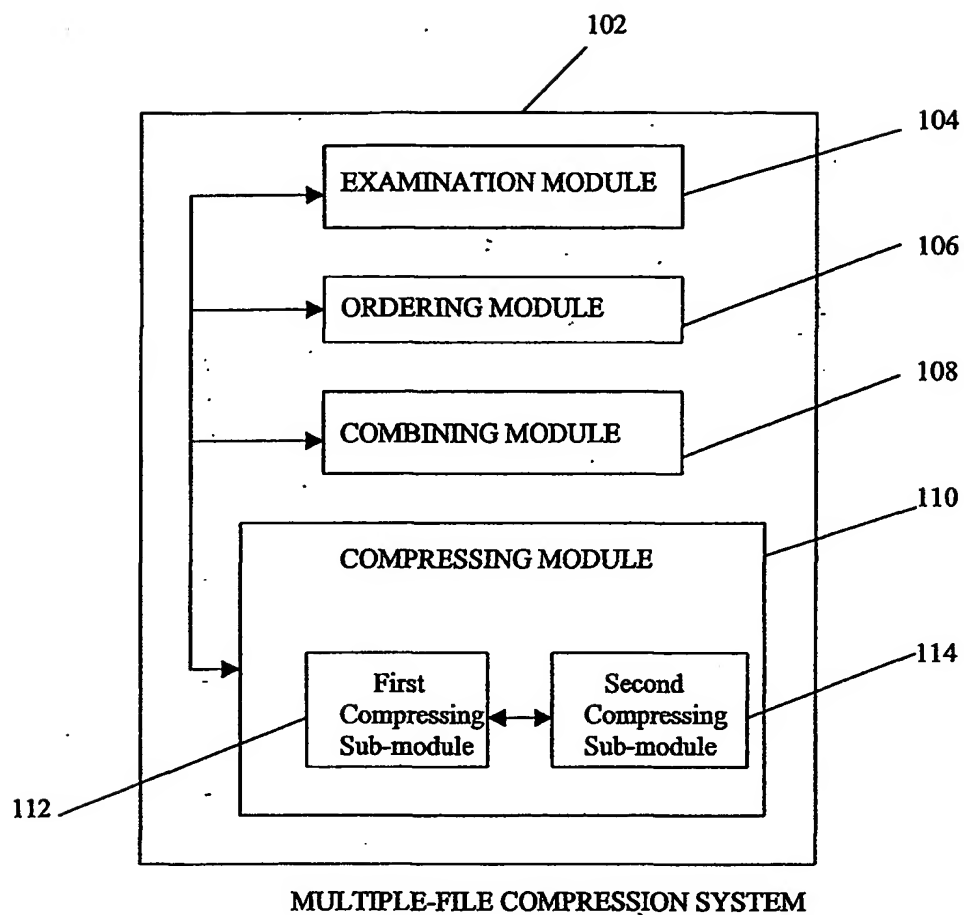 102
104
EXAMINATION MODULE
106
ORDERING MODULE
108
COMBINING MODULE
110
COMPRESSING MODULE
114
First
Compressing
Sub-module
Second
Compressing
Sub-module
112
MULTIPLE-FILE COMPRESSION SYSTEM